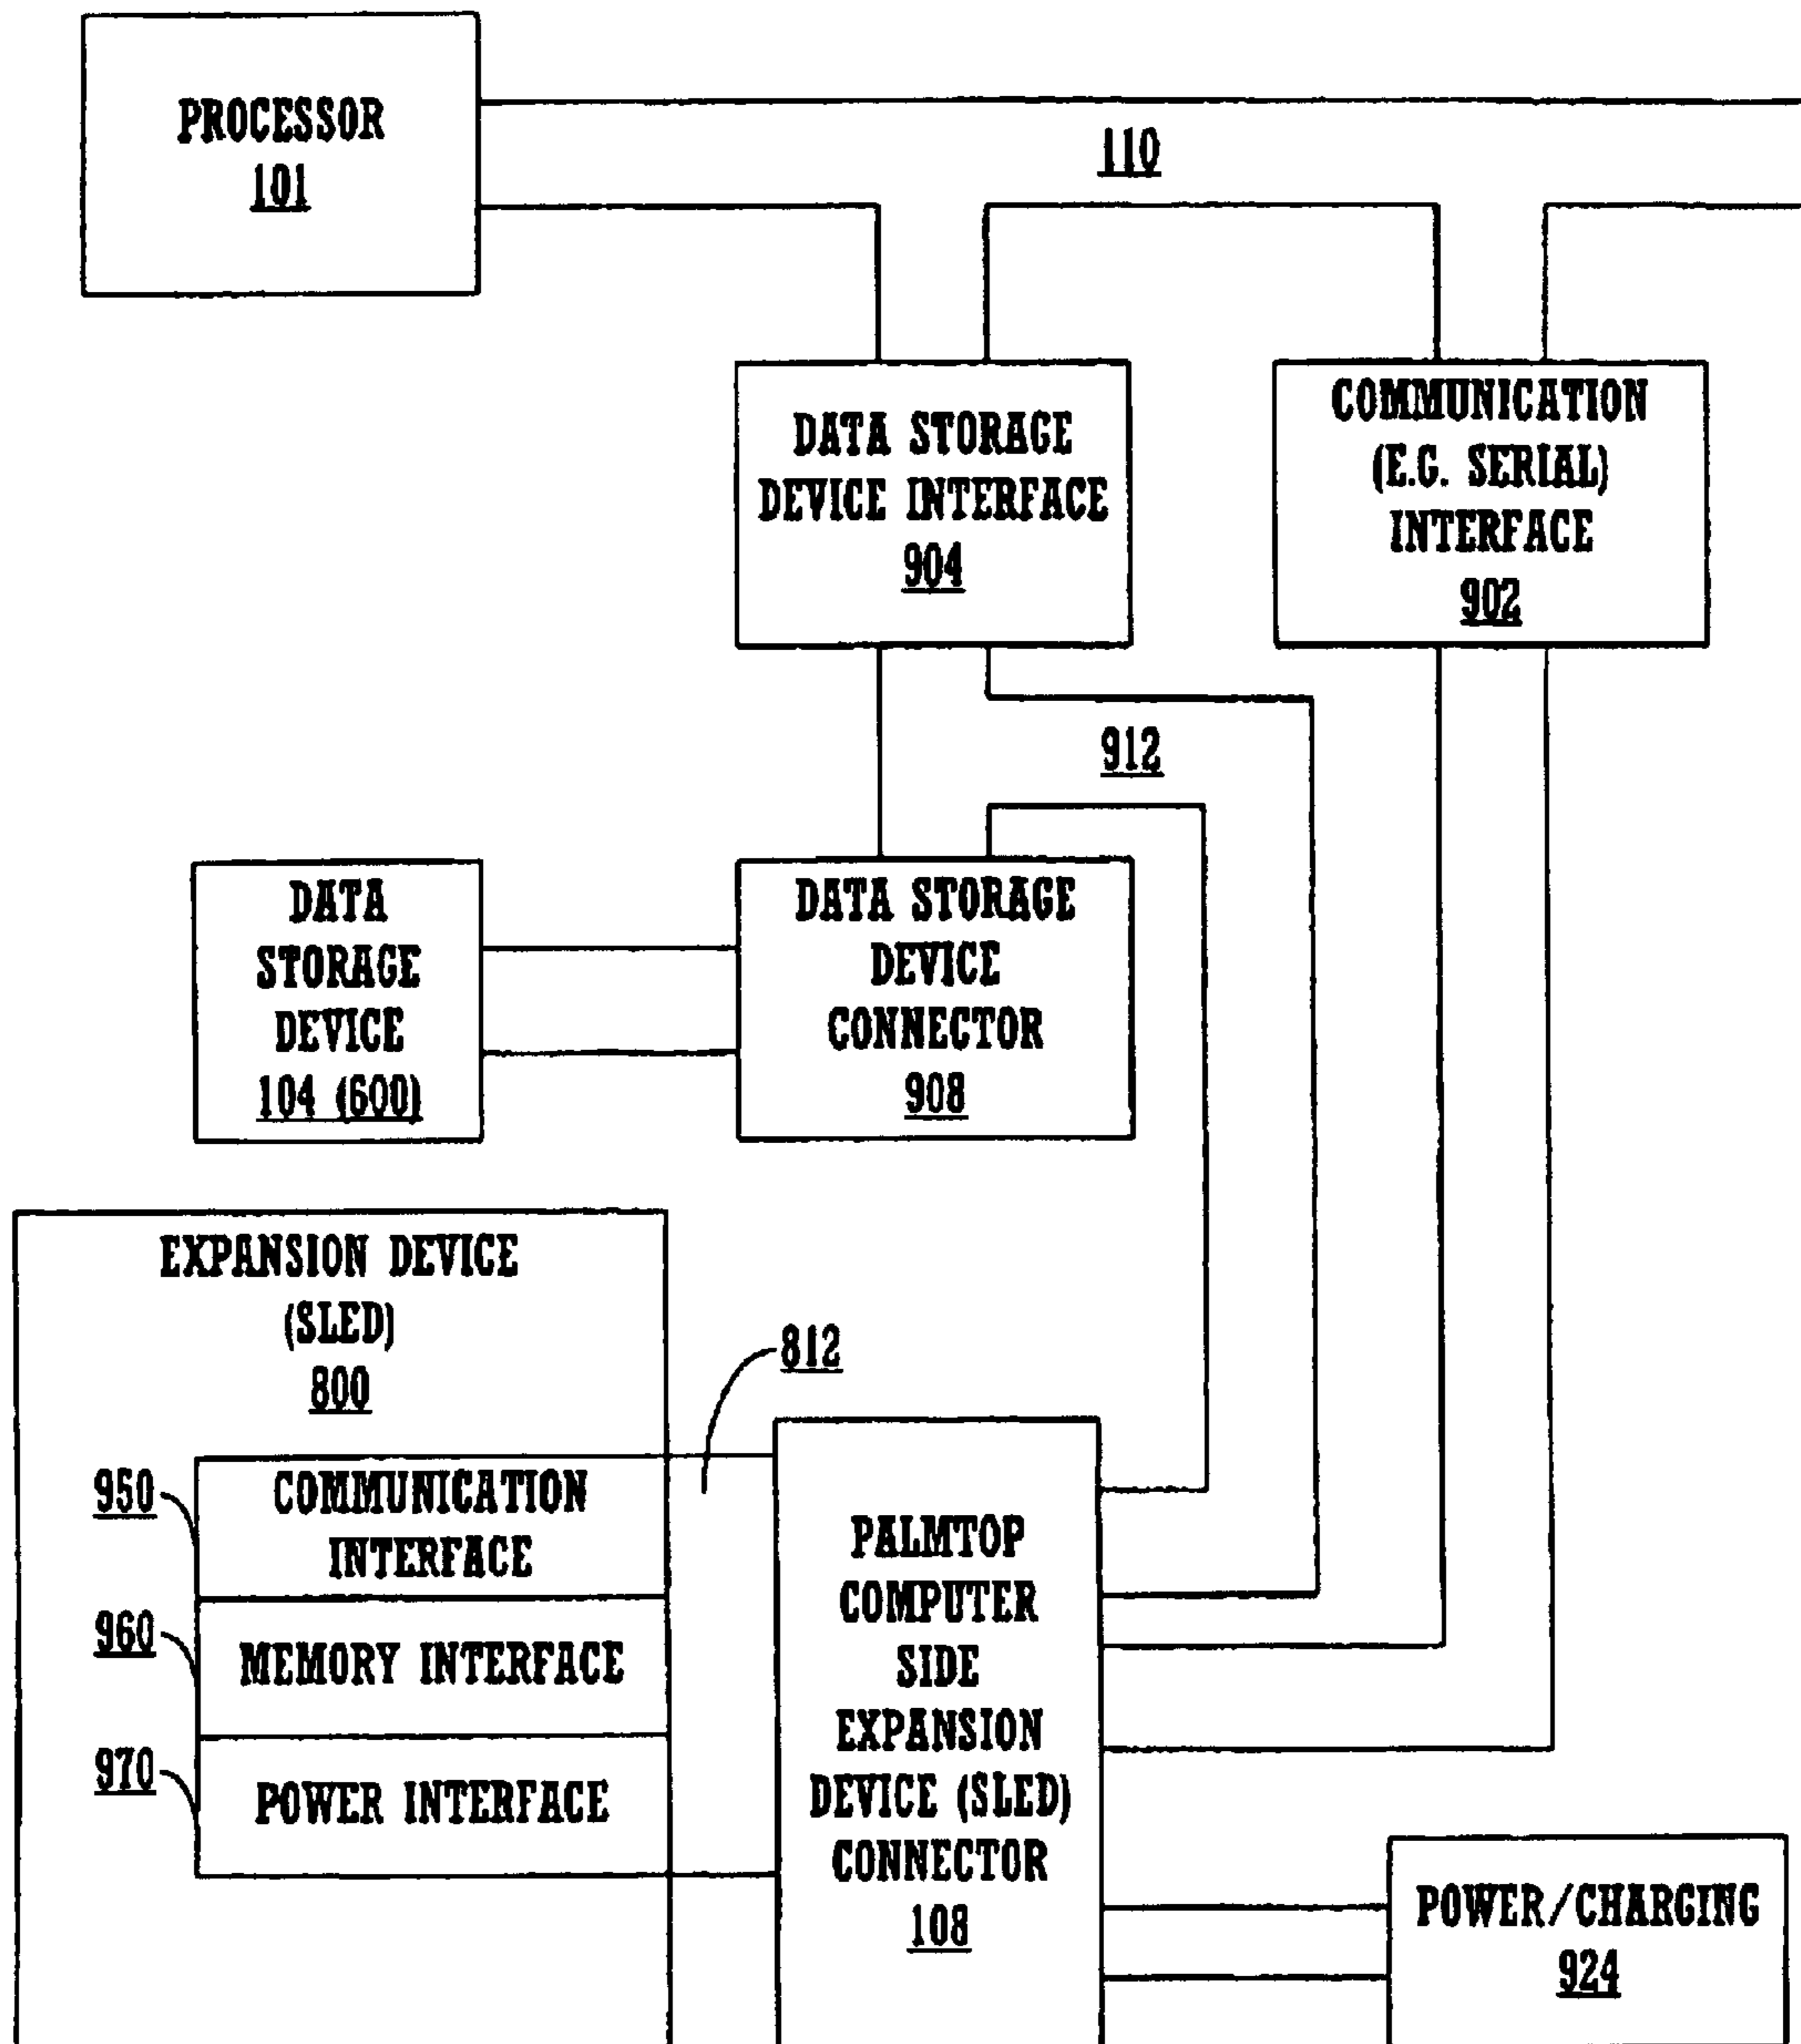 PROCESSOR
101
110
DATA STORAGE
DEVICE INTERFACE
904
COMMUNICATION
(E.G. SERIAL)
INTERFACE
902
912
DATA
STORAGE
DEVICE
104 (600)
DATA STORAGE
DEVICE
CONNECTOR
908
EXPANSION DEVICE
(SLED)
800
812
950
COMMUNICATION
INTERFACE
960
MEMORY INTERFACE
970
POWER INTERFACE
PALMTOP
COMPUTER
SIDE
EXPANSION
DEVICE (SLED)
CONNECTOR
108
POWER/CHARGING
924